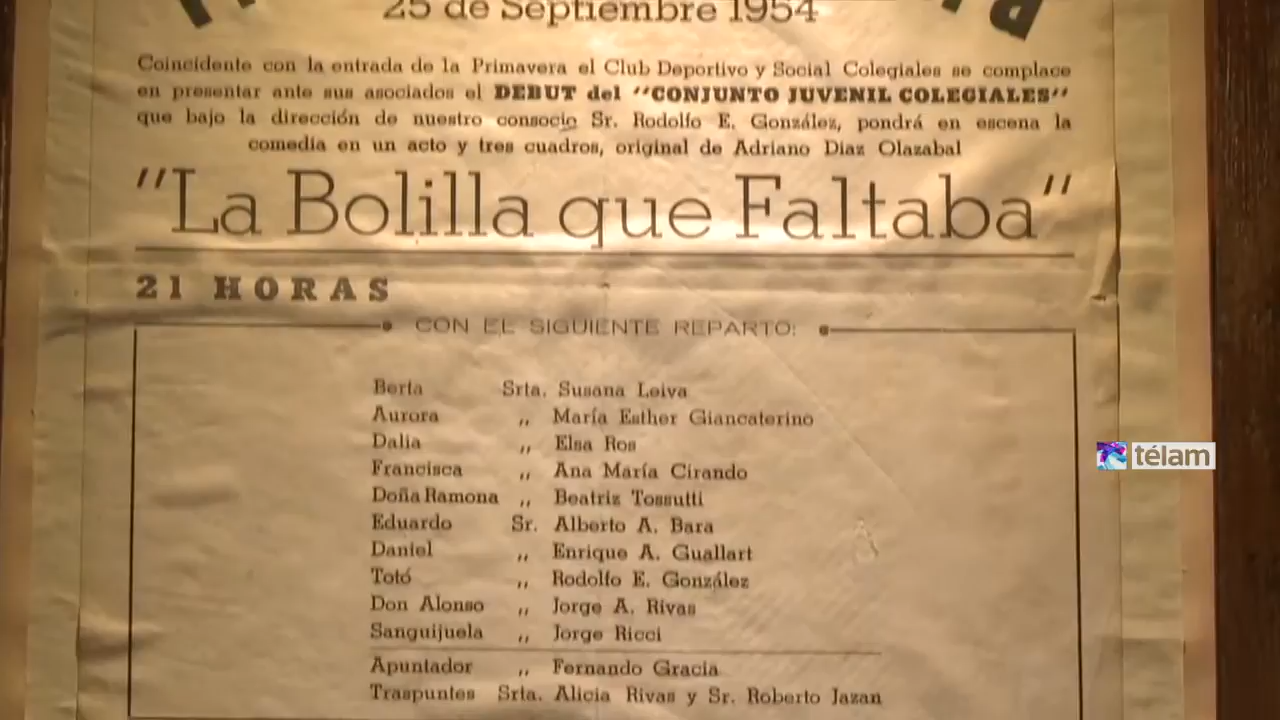 25 de Septiembre 1954
Coincidente con la entrada de la Primavera el Club Deportivo y Social Colegiales se complace
en presentar ante sus asociados el DEBUT del "CONJUNTO JUVENIL COLEGIALES"
que bajo la dirección de nuestro consocio Sr. Rodolfo E. González, pondrá en escena la
comedia en un acto y tres cuadros, original de Adriano Diaz Olazabal
"La Bolilla que Faltaba"
21 HORAS
CON EL SIGUIENTE REPARTO:
Berta Srta. Susana Leiva
Aurora ,, María Esther Giancaterino
Dalia ,, Elsa Ros
Francisca ,, Ana María Cirando
Doña Ramona ,, Beatriz Tossutti
Eduardo Sr. Alberto A. Bara
Daniel ,, Enrique A. Guallart
Totó ,, Rodolfo E. González
Don Alonso ,, Jorge A. Rivas
Sanguijuela ,, Jorge Ricci
Apuntador ,, Fernando Gracia
Traspuntes Srta. Alicia Rivas y Sr. Roberto Jazan
télam